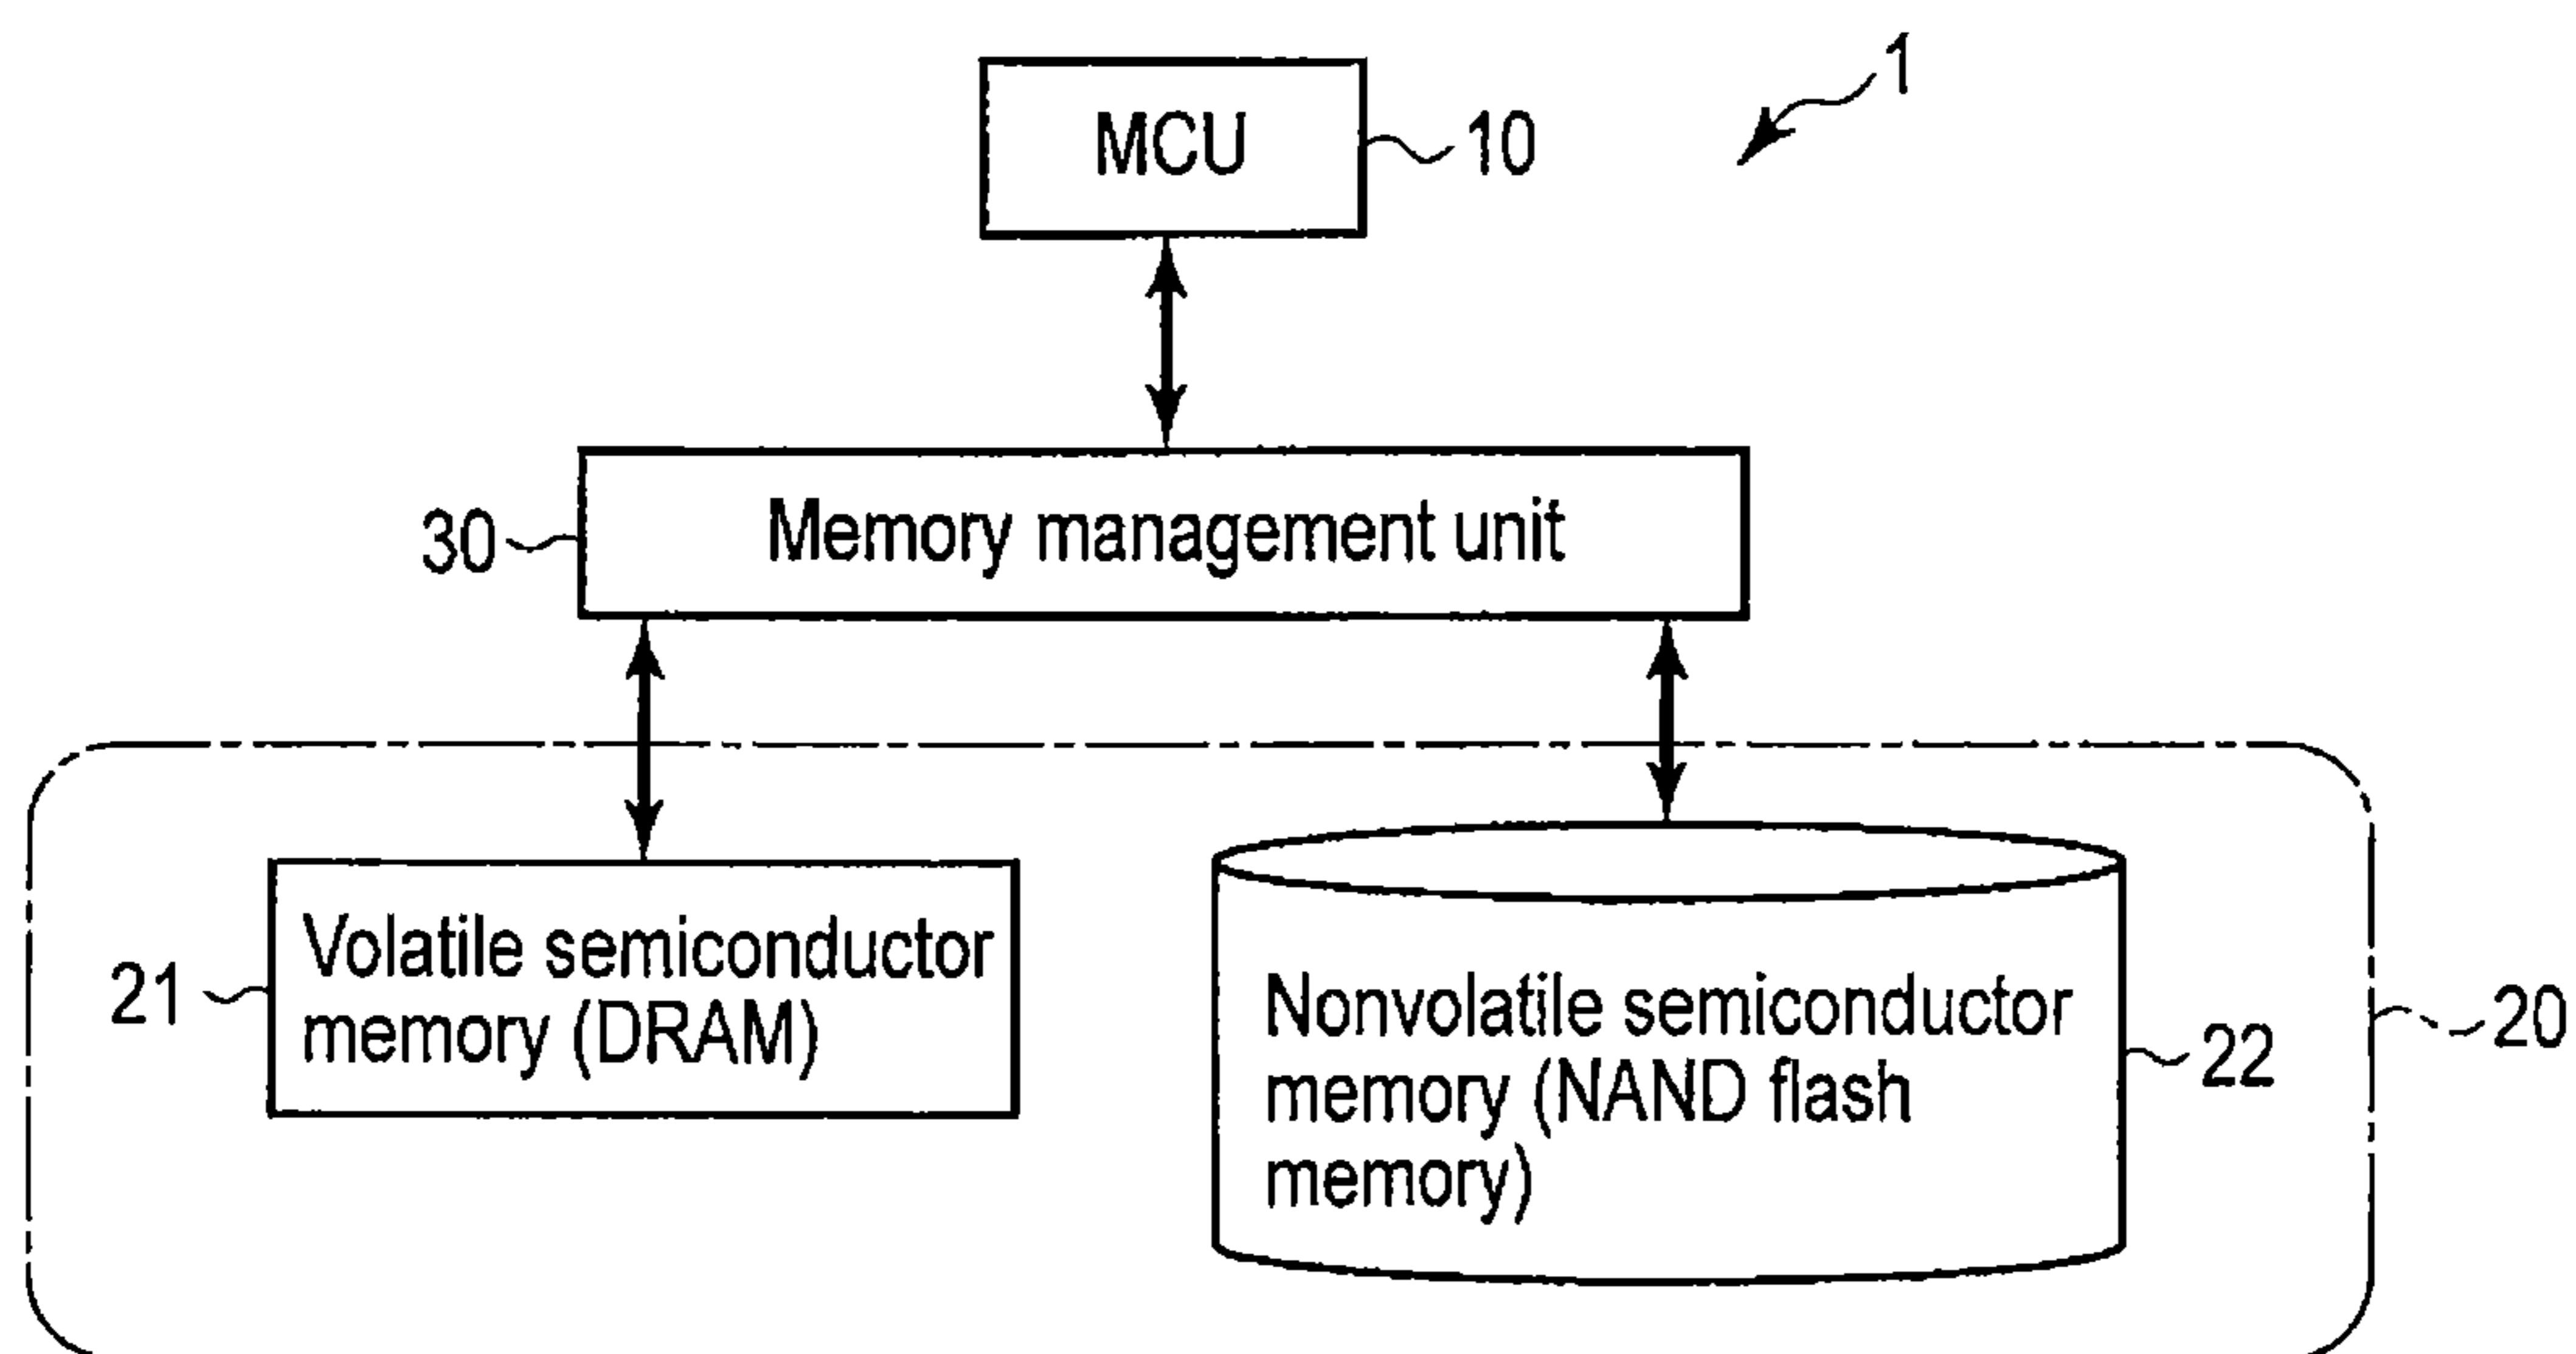 1
MCU
10
30
Memory management unit
Volatile semiconductor
memory (DRAM)
21
Nonvolatile semiconductor
memory (NAND flash
memory)
22
20